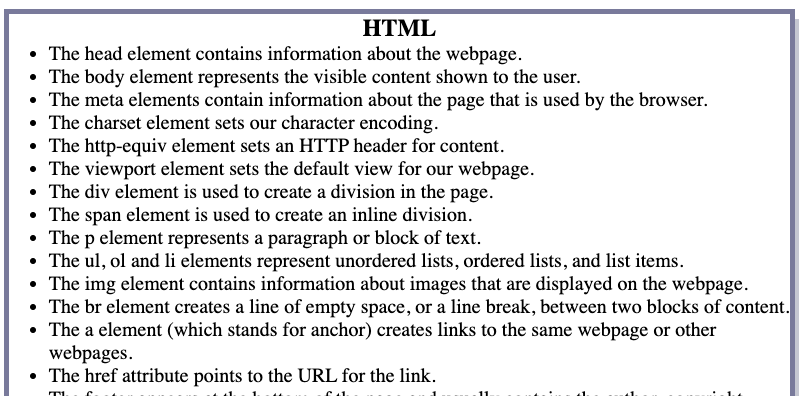 HTML
• The head element contains information about the webpage.
• The body element represents the visible content shown to the user.
• The meta elements contain information about the page that is used by the browser.
• The charset element sets our character encoding.
• The http-equiv element sets an HTTP header for content.
• The viewport element sets the default view for our webpage.
• The div element is used to create a division in the page.
• The span element is used to create an inline division.
• The p element represents a paragraph or block of text.
• The ul, ol and li elements represent unordered lists, ordered lists, and list items.
• The img element contains information about images that are displayed on the webpage.
• The br element creates a line of empty space, or a line break, between two blocks of content.
• The a element (which stands for anchor) creates links to the same webpage or other
webpages.
• The href attribute points to the URL for the link.